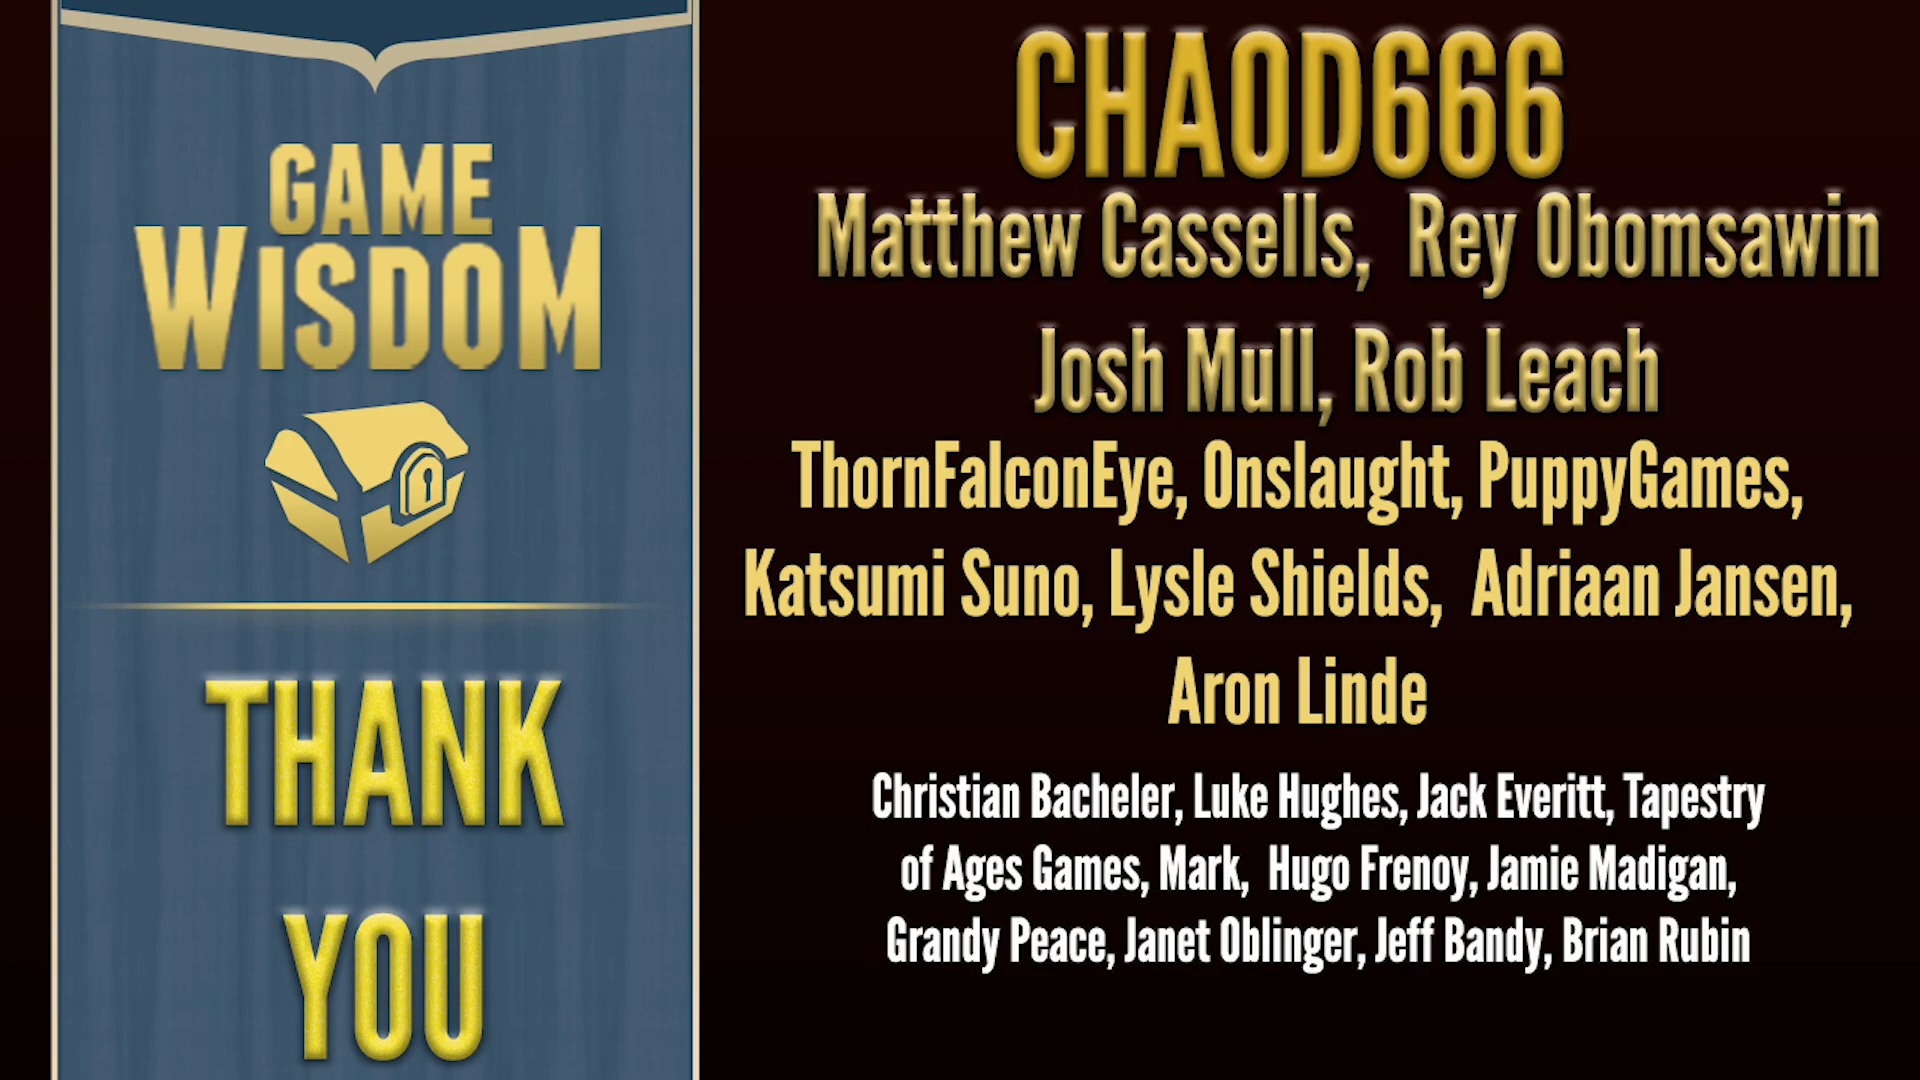 GAME
WISDOM
THANK
YOU
CHAOD666
Matthew Cassells, Rey Obomsawin
Josh Mull, Rob Leach
ThornFalconEye, Onslaught, PuppyGames,
Katsumi Suno, Lysle Shields, Adriaan Jansen,
Aron Linde
Christian Bacheler, Luke Hughes, Jack Everitt, Tapestry
of Ages Games, Mark, Hugo Frenoy, Jamie Madigan,
Grandy Peace, Janet Oblinger, Jeff Bandy, Brian Rubin